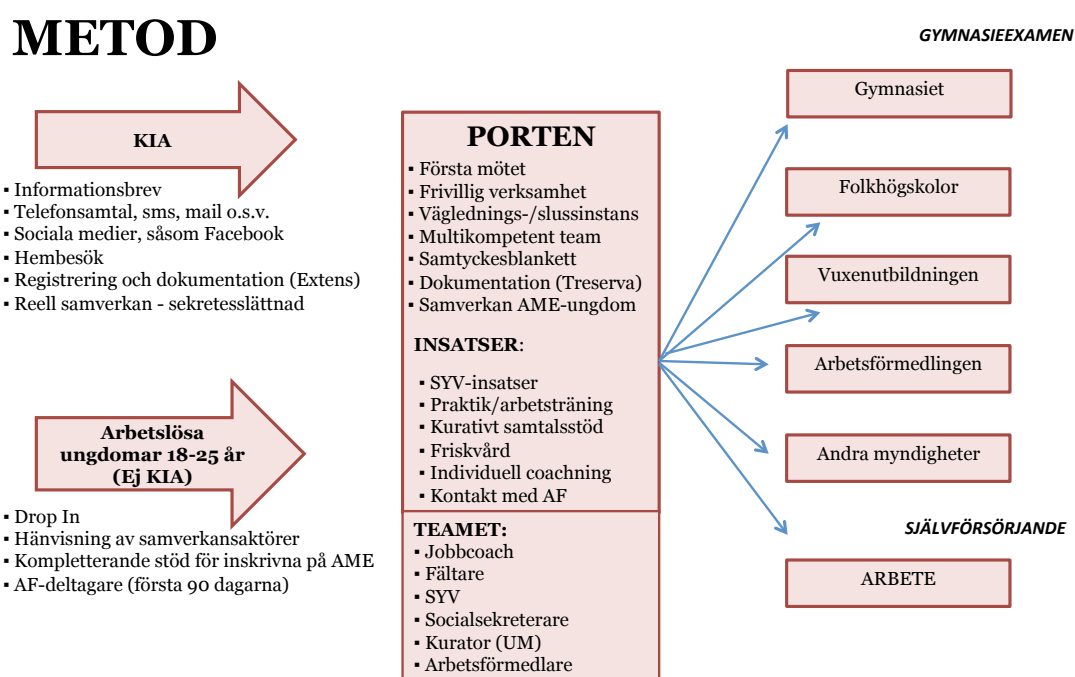 METOD
KIA
▪ Informationsbrev
▪ Telefonsamtal, sms, mail o.s.v.
▪ Sociala medier, såsom Facebook
▪ Hembesök
▪ Registrering och dokumentation (Extens)
▪ Reell samverkan - sekretesslättnad
Arbetslösa
ungdomar 18-25 år
(Ej KIA)
▪ Drop In
▪ Hänvisning av samverkansaktörer
▪ Kompletterande stöd för inskrivna på AME
▪ AF-deltagare (första 90 dagarna)
PORTEN
▪ Första mötet
▪ Frivillig verksamhet
▪ Väglednings-/slussinstans
▪ Multikompetent team
▪ Samtyckesblankett
▪ Dokumentation (Treserva)
▪ Samverkan AME-ungdom
INSATSER:
▪ SYV-insatser
▪ Praktik/arbetsträning
▪ Kurativt samtalsstöd
▪ Friskvård
▪ Individuell coachning
▪ Kontakt med AF
TEAMET:
▪ Jobbcoach
▪ Fältare
▪ SYV
▪ Socialsekreterare
▪ Kurator (UM)
▪ Arbetsförmedlare
GYMNASIEEXAMEN
Gymnasiet
Folkhögskolor
Vuxenutbildningen
Arbetsförmedlingen
Andra myndigheter
SJÄLVFÖRSÖRJANDE
ARBETE